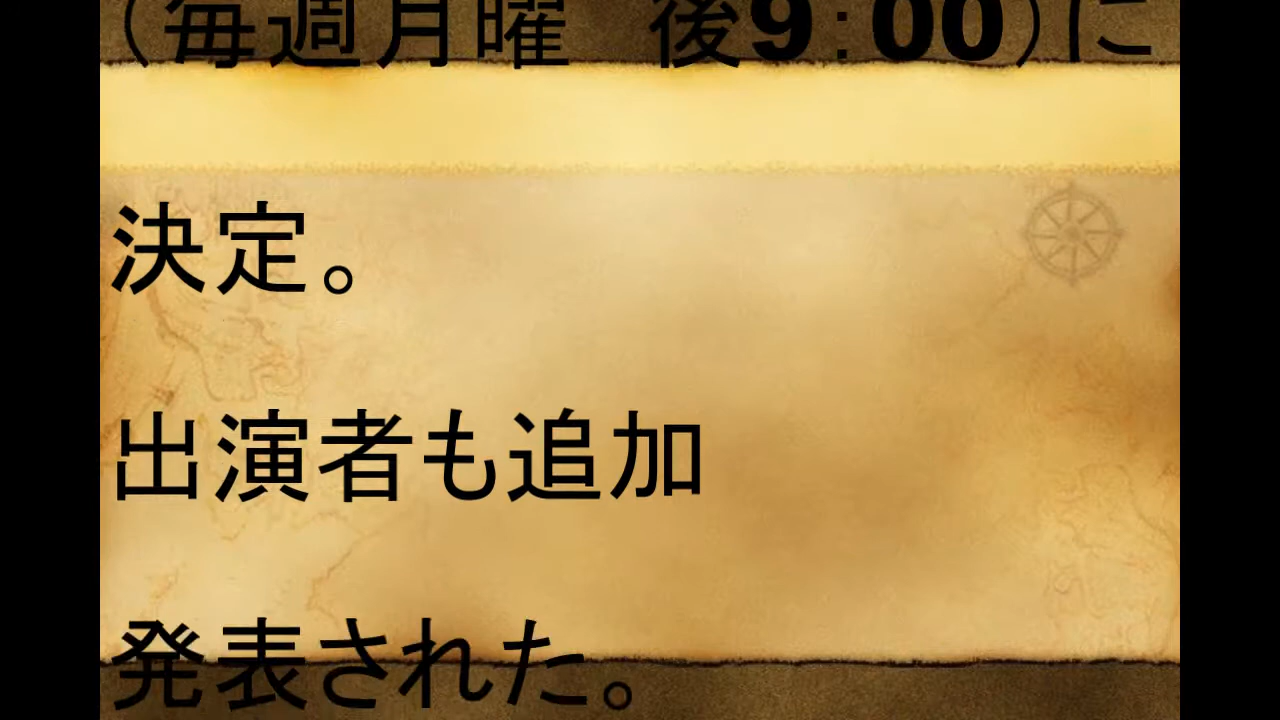 （毎週月曜　後9：00）に
決定。
出演者も追加
発表された。